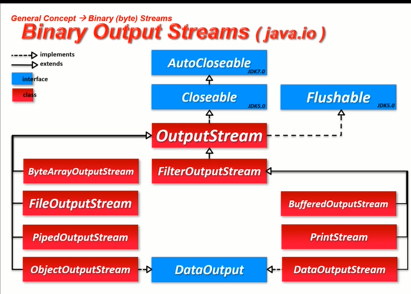 General Concept → Binary (byte) Streams
Binary Output Streams ( java.io )
implements
extends
interface
class
AutoCloseable
JDK7.0
Closeable
JDK5.0
Flushable
JDK5.0
OutputStream
ByteArrayOutputStream
FilterOutputStream
FileOutputStream
BufferedOutputStream
PipedOutputStream
PrintStream
ObjectOutputStream
DataOutput
DataOutputStream